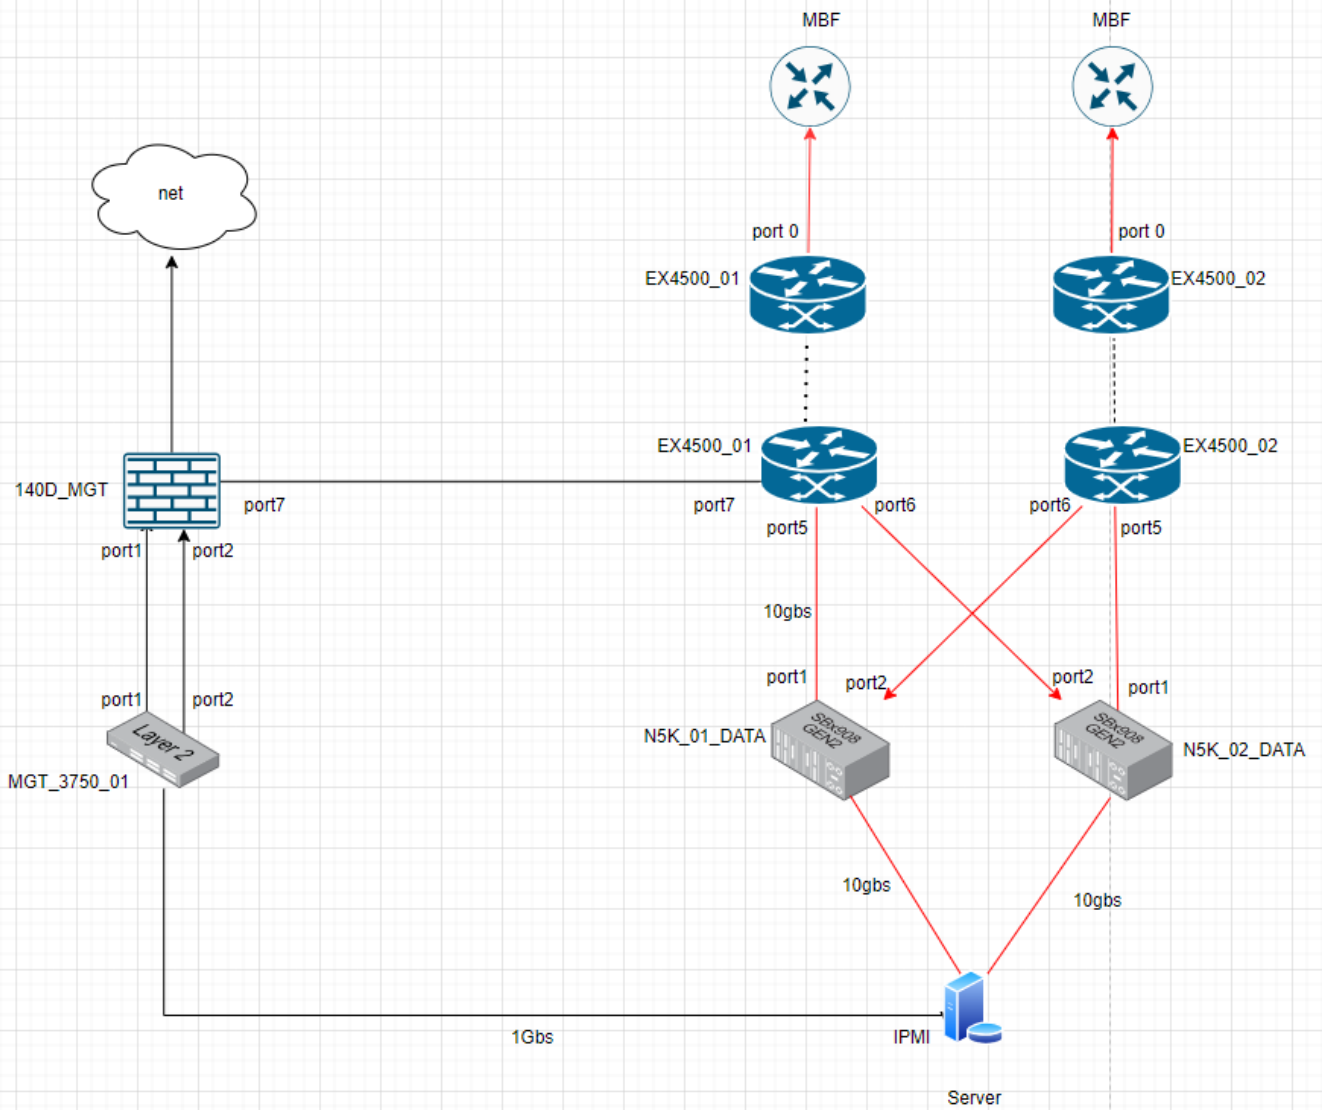 MBF
MBF
net
port 0
port 0
EX4500_01
EX4500_02
EX4500_01
EX4500_02
140D_MGT
port7
port7
port6
port6
port5
port5
port1
port2
10gbs
port1
port2
port2
port1
port1
port2
Layer 2
SBx908
GEN2
SBx908
GEN2
N5K_01_DATA
N5K_02_DATA
MGT_3750_01
10gbs
10gbs
1Gbs
IPMI
Server